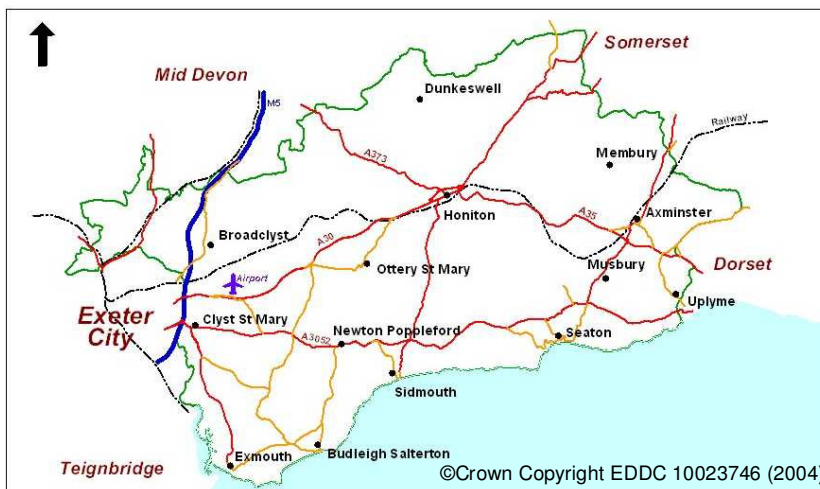 Somerset
Mid Devon
Dunkeswell
M5
Railway
A373
Membury
Honiton
A35
Axminster
Broadclyst
A30
Ottery St Mary
Musbury
Dorset
Airport
Uplyme
Exeter
City
Clyst St Mary
Newton Poppleford
A3052
Seaton
Sidmouth
Exmouth
Budleigh Salterton
Teignbridge
©Crown Copyright EDDC 10023746 (2004)